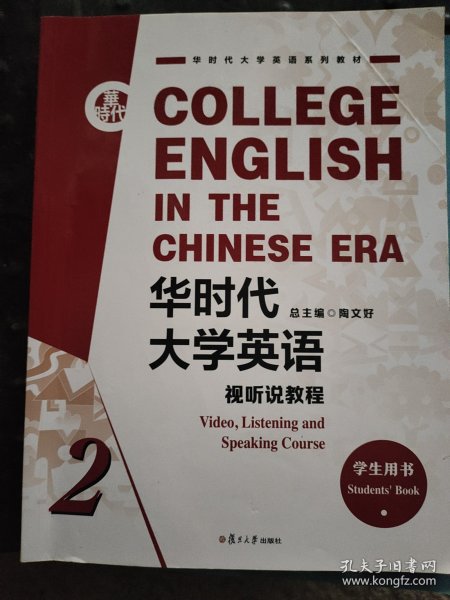 华时代大学英语系列教材
華
時代
COLLEGE
ENGLISH
IN THE
CHINESE ERA
华时代
总主编◎陶文好
大学英语
视听说教程
Video, Listening and
Speaking Course
2
学生用书
Students' Book
复旦大学出版社
孔夫子旧书网
www.kongfz.com